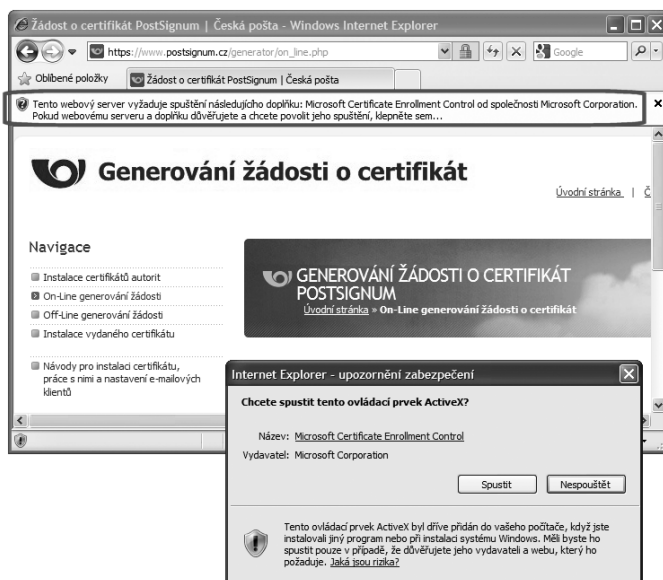 Žádost o certifikát PostSignum | Česká pošta - Windows Internet Explorer
https://www.postsignum.cz/generator/on_line.php
Google
Oblíbené položky
Žádost o certifikát PostSignum | Česká pošta
Tento webový server vyžaduje spuštění následujícího doplňku: Microsoft Certificate Enrollment Control od společnosti Microsoft Corporation.
Pokud webovému serveru a doplňku důvěřujete a chcete povolit jeho spuštění, klepněte sem...
Generování žádosti o certifikát
Úvodní stránka | Č
Navigace
Instalace certifikátů autorit
On-Line generování žádosti
Off-Line generování žádosti
Instalace vydaného certifikátu
Návody pro instalaci certifikátu,
práce s nimi a nastavení e-mailových
klientů
GENEROVÁNÍ ŽÁDOSTI O CERTIFIKÁT
POSTSIGNUM
Úvodní stránka » On-Line generování žádosti o certifikát
Internet Explorer - upozornění zabezpečení
Chcete spustit tento ovládací prvek ActiveX?
Název: Microsoft Certificate Enrollment Control
Vydavatel: Microsoft Corporation
Spustit
Nespouštět
Tento ovládací prvek ActiveX byl dříve přidán do vašeho počítače, když jste
instalovali jiný program nebo při instalaci systému Windows. Měli byste ho
spustit pouze v případě, že důvěřujete jeho vydavateli a webu, který ho
požaduje. Jaká jsou rizika?